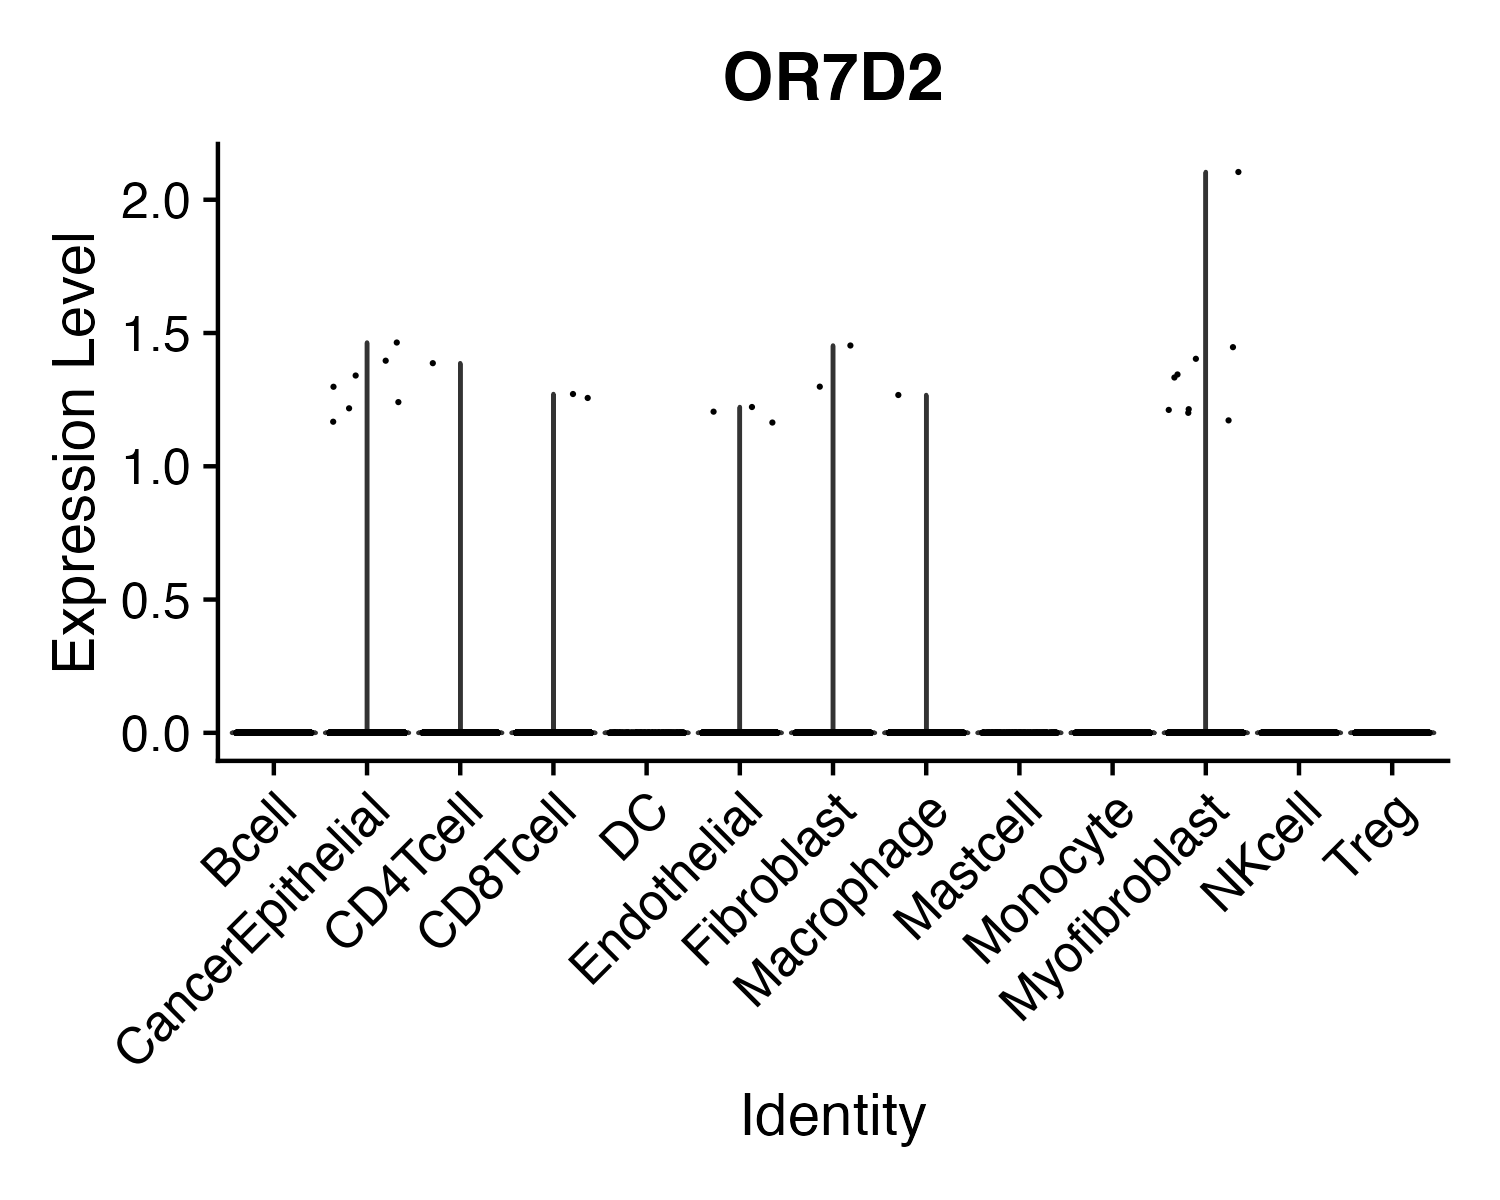 OR7D2
Expression Level
2.0
1.5
1.0
0.5
0.0
Bcell
CancerEpithelial
CD4Tcell
CD8Tcell
DC
Endothelial
Fibroblast
Macrophage
Mastcell
Monocyte
Myofibroblast
NKcell
Treg
Identity